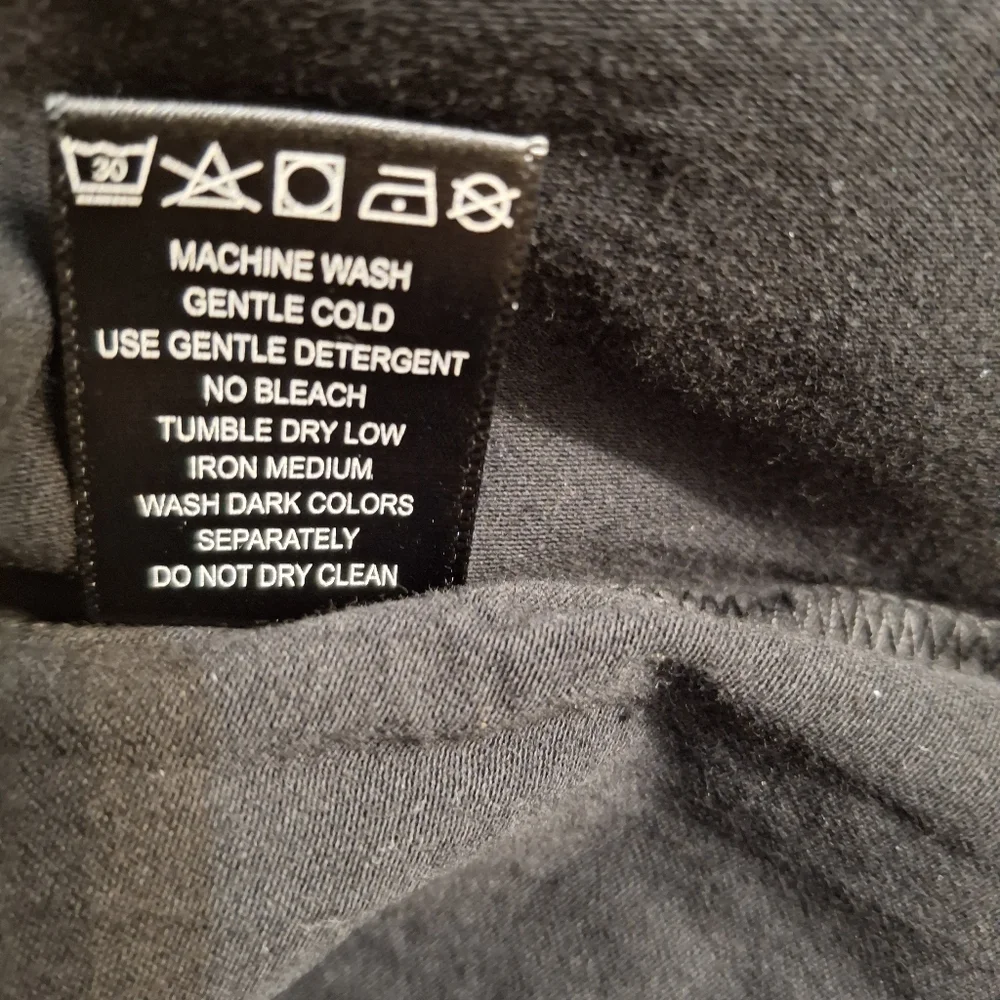 30
MACHINE WASH
GENTLE COLD
USE GENTLE DETERGENT
NO BLEACH
TUMBLE DRY LOW
IRON MEDIUM
WASH DARK COLORS
SEPARATELY
DO NOT DRY CLEAN